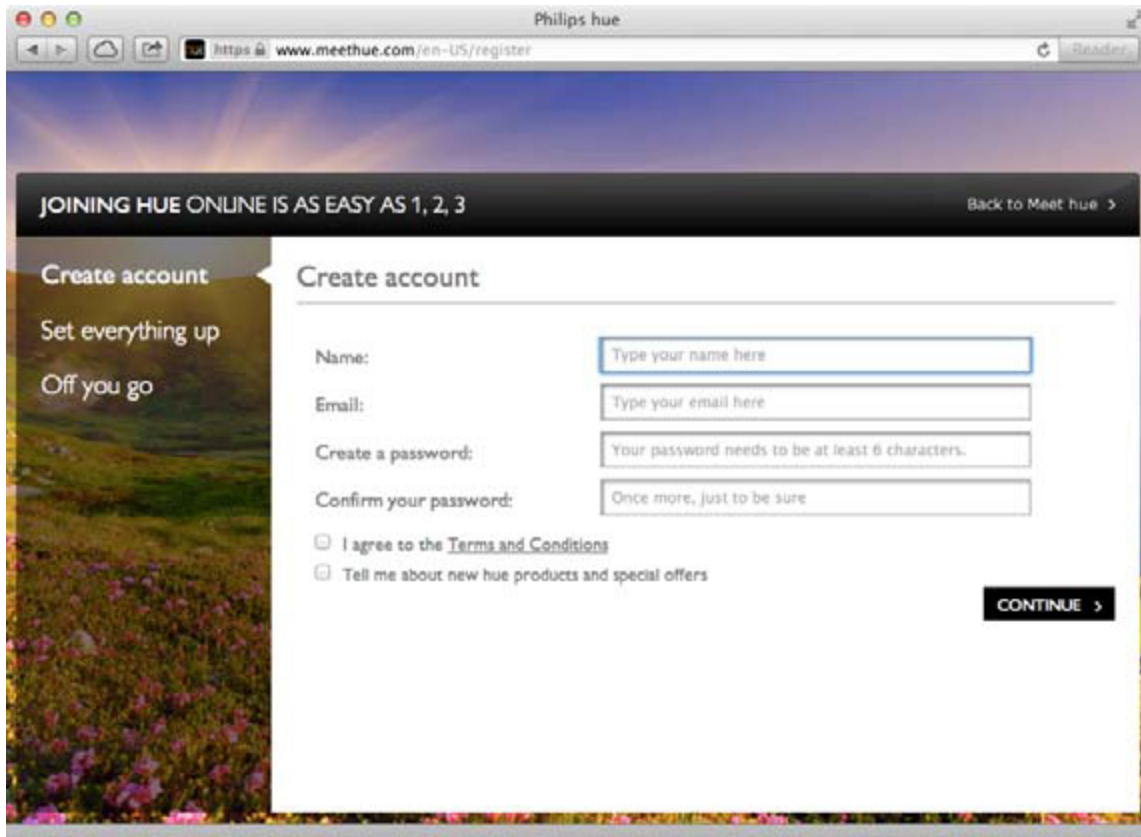 Philips hue
https www.meethue.com/en-US/register
Reader
JOINING HUE ONLINE IS AS EASY AS 1, 2, 3
Back to Meet hue >
Create account
Set everything up
Off you go
Create account
Name:
Type your name here
Email:
Type your email here
Create a password:
Your password needs to be at least 6 characters.
Confirm your password:
Once more, just to be sure
I agree to the Terms and Conditions
Tell me about new hue products and special offers
CONTINUE >